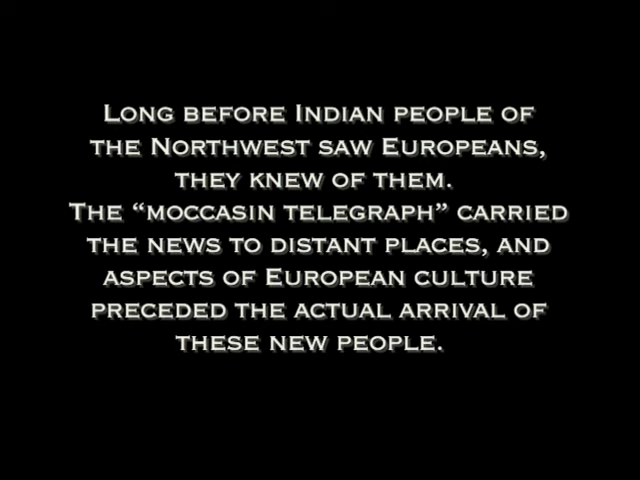 Long before Indian people of
the Northwest saw Europeans,
they knew of them.
The “moccasin telegraph” carried
the news to distant places, and
aspects of European culture
preceded the actual arrival of
these new people.